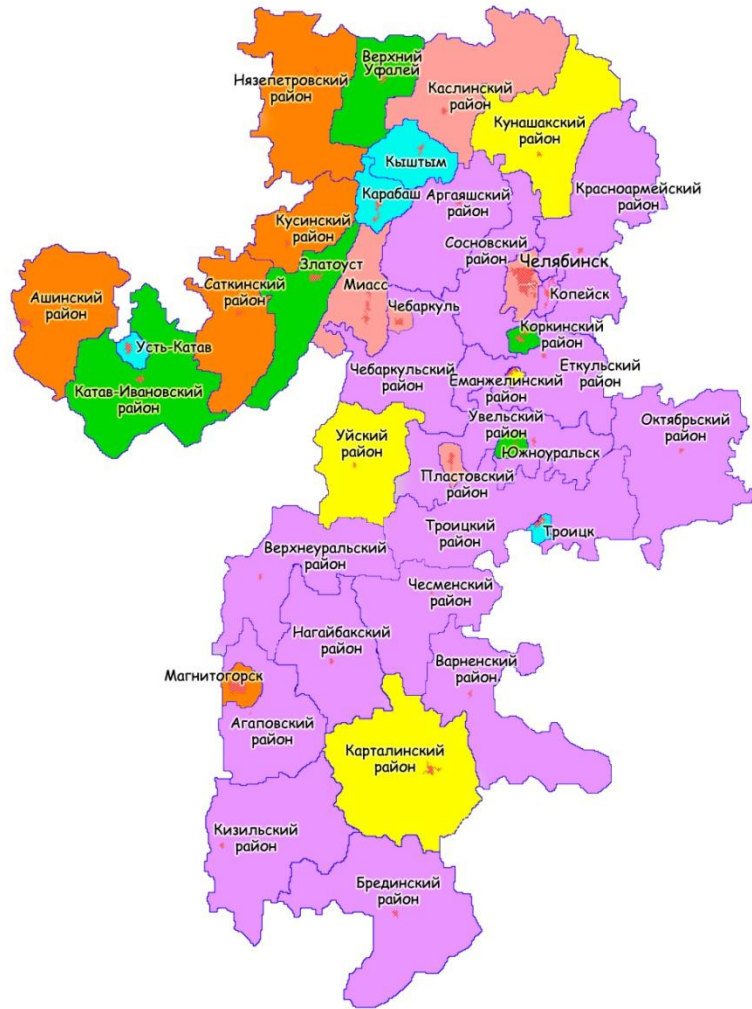 Нязепетровский
район
Верхний
Уфалей
Каслинский
район
Кунашакский
район
Кыштым
Карабаш
Аргаяшский
район
Красноармейский
район
Кусинский
район
Сосновский
район
Челябинск
Златоуст
Миасс
Копейск
Ашинский
район
Саткинский
район
Чебаркуль
Коркинский
район
Усть-Катав
Катав-Ивановский
район
Чебаркульский
район
Еманжелинский
район
Еткульский
район
Увельский
район
Октябрьский
район
Уйский
район
Южноуральск
Пластовский
район
Троицкий
район
Троицк
Верхнеуральский
район
Чесменский
район
Нагайбакский
район
Варненский
район
Магнитогорск
Агаповский
район
Карталинский
район
Кизильский
район
Брединский
район